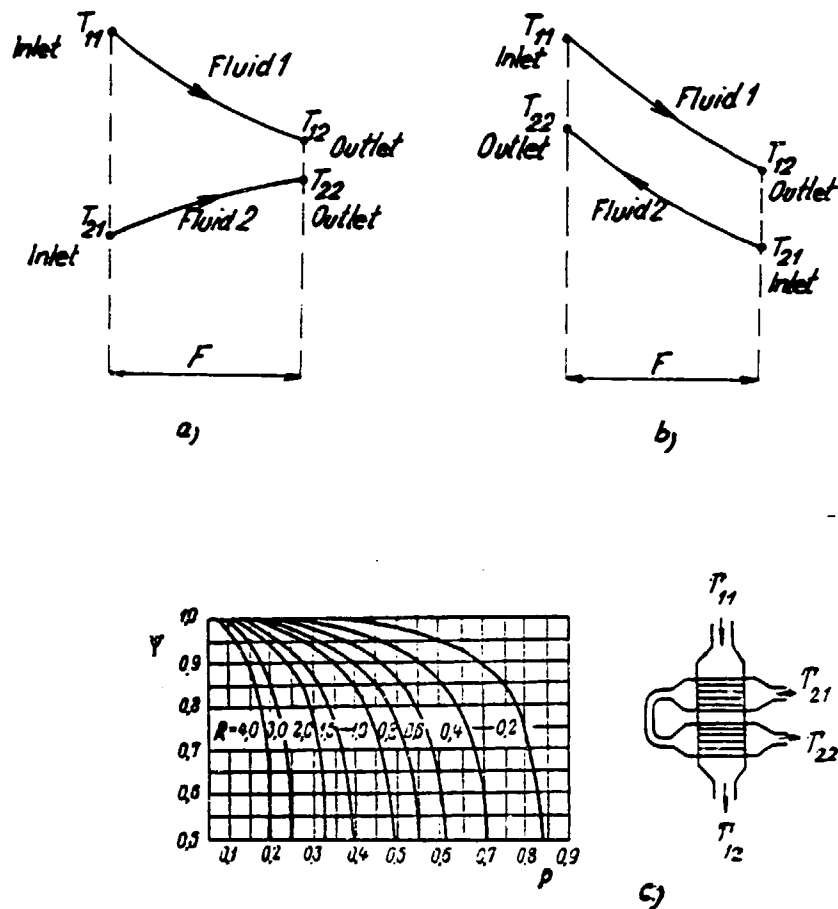 T11
Inlet
Fluid 1
T12 Outlet
T22
Outlet
Fluid 2
T21
Inlet
F
a)
T11
Inlet
Fluid 1
T22
Outlet
T12
Outlet
Fluid 2
T21
Inlet
F
b)
Ψ
1,0
0,9
0,8
0,7
0,6
0,5
R=4,0 3,0 2,0 1,5 1,0 0,8 0,6 0,4 0,2
0,1 0,2 0,3 0,4 0,5 0,6 0,7 0,8 0,9
P
T11
T21
T22
T12
c)